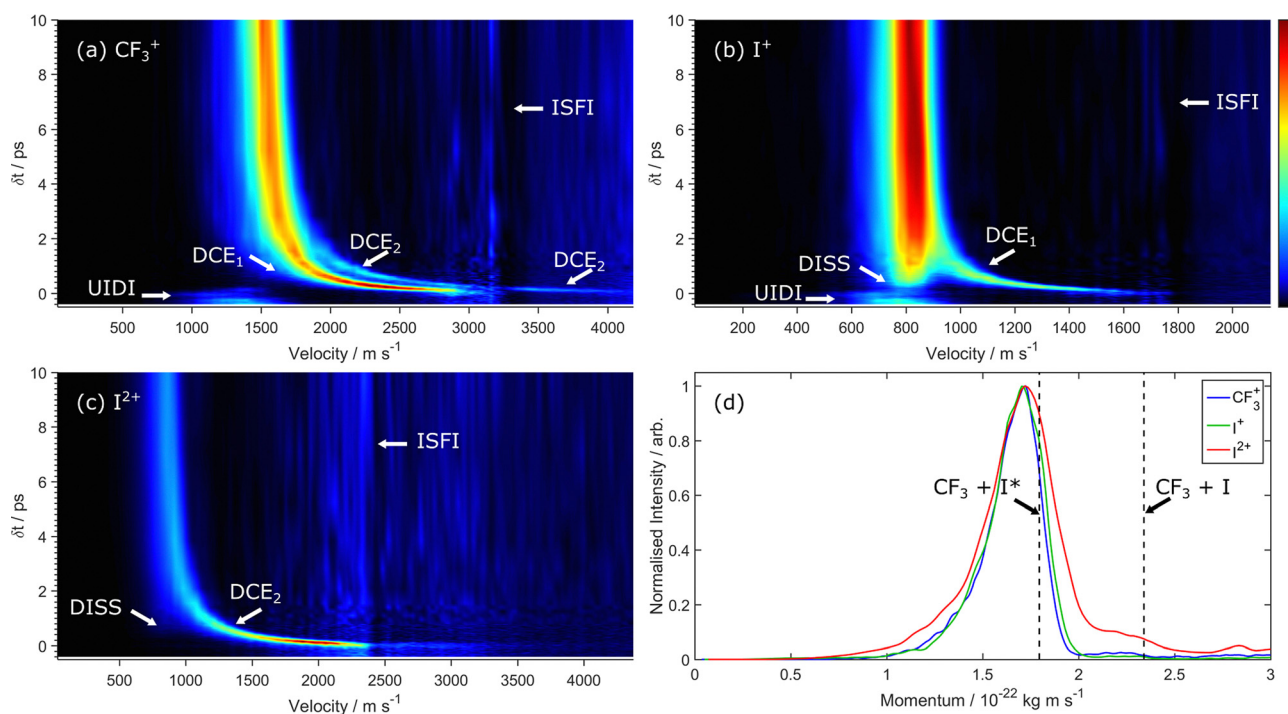 (a) CF₃⁺
10
8
6
4
2
0
δt / ps
ISFI
DCE₁
DCE₂
DCE₂
UIDI
500 1000 1500 2000 2500 3000 3500 4000
Velocity / m s⁻¹
(b) I⁺
10
8
6
4
2
0
δt / ps
ISFI
DCE₁
DISS
UIDI
200 400 600 800 1000 1200 1400 1600 1800 2000
Velocity / m s⁻¹
(c) I²⁺
10
8
6
4
2
0
δt / ps
ISFI
DISS
DCE₂
500 1000 1500 2000 2500 3000 3500 4000
Velocity / m s⁻¹
(d)
1
0.8
0.6
0.4
0.2
0
Normalised Intensity / arb.
CF₃⁺
I⁺
I²⁺
CF₃ + I*
CF₃ + I
0 0.5 1 1.5 2 2.5 3
Momentum / 10⁻²² kg m s⁻¹